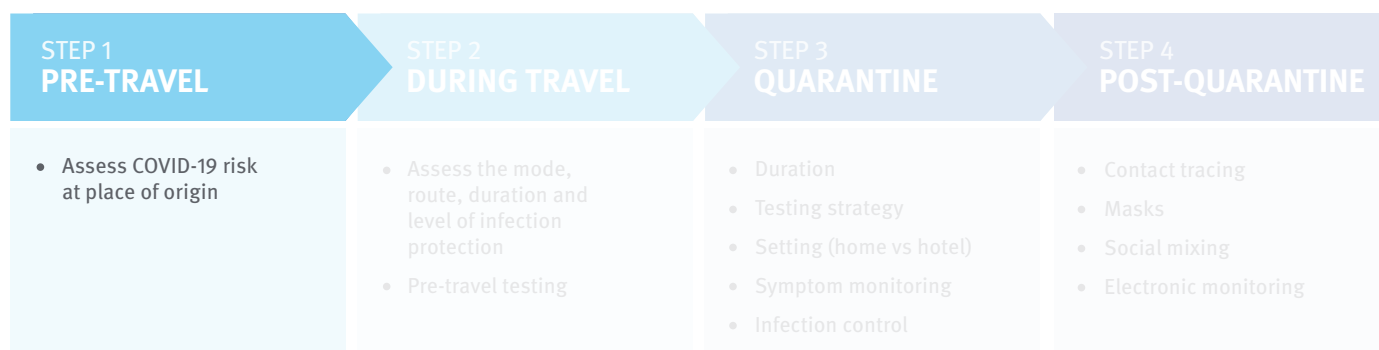 STEP 1
PRE-TRAVEL
• Assess COVID-19 risk
at place of origin
STEP 2
DURING TRAVEL
• Assess the mode,
route, duration and
level of infection
protection
• Pre-travel testing
STEP 3
QUARANTINE
• Duration
• Testing strategy
• Setting (home vs hotel)
• Symptom monitoring
• Infection control
STEP 4
POST-QUARANTINE
• Contact tracing
• Masks
• Social mixing
• Electronic monitoring